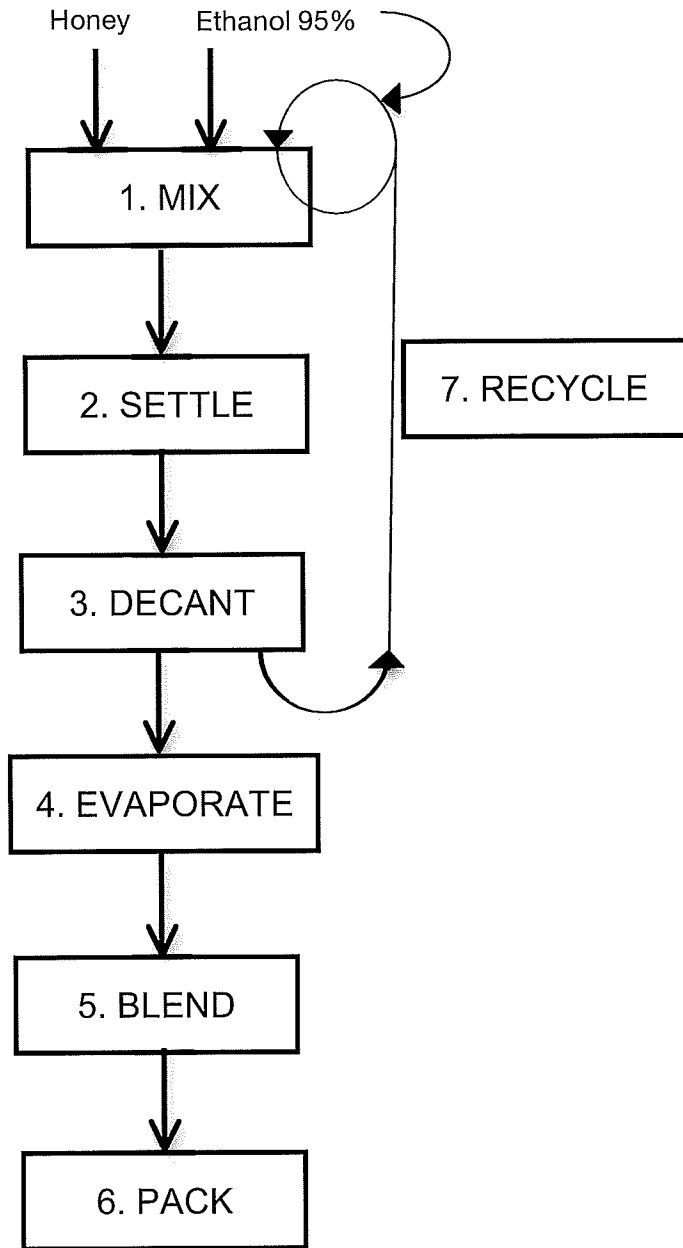 Honey
Ethanol 95%
1. MIX
2. SETTLE
7. RECYCLE
3. DECANT
4. EVAPORATE
5. BLEND
6. PACK